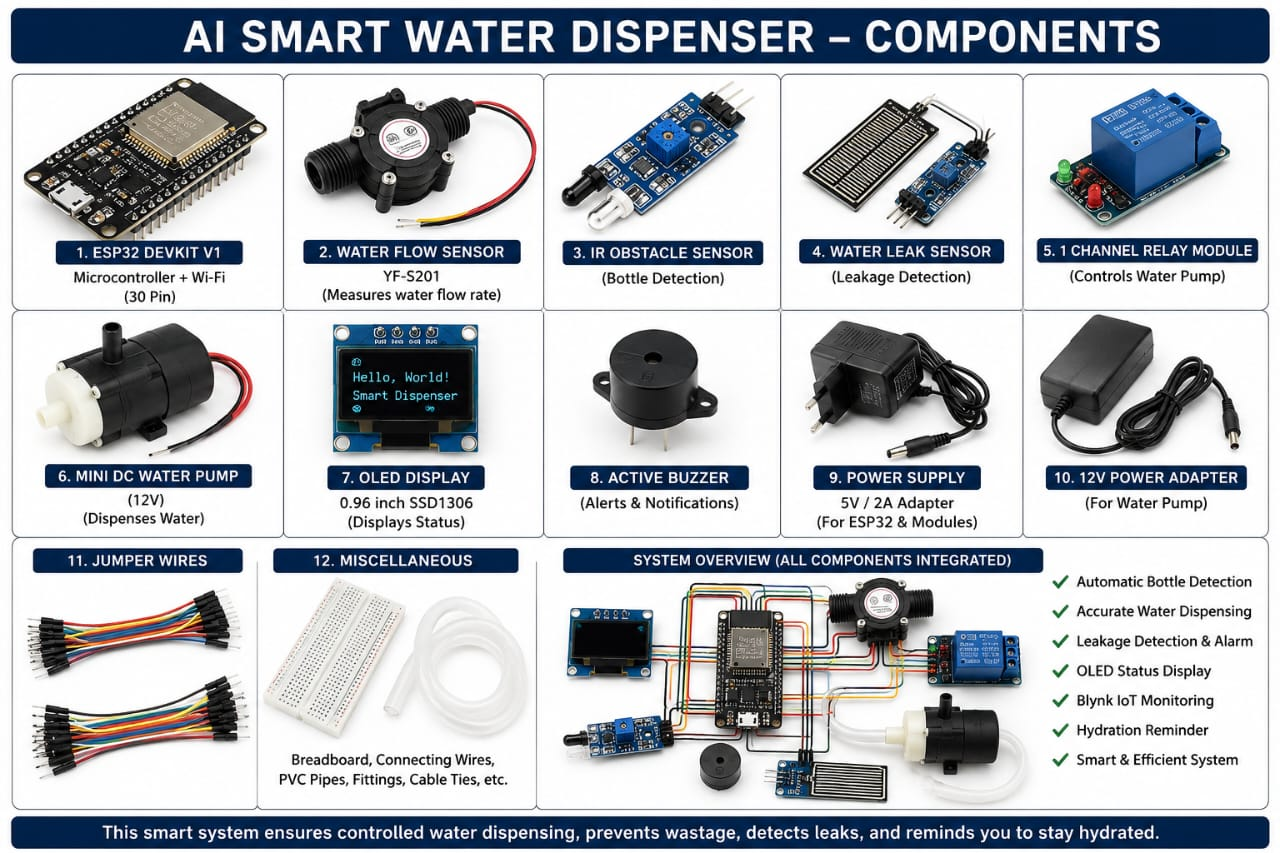 AI SMART WATER DISPENSER – COMPONENTS
1. ESP32 DEVKIT V1
Microcontroller + Wi-Fi
(30 Pin)
2. WATER FLOW SENSOR
YF-S201
(Measures water flow rate)
3. IR OBSTACLE SENSOR
(Bottle Detection)
4. WATER LEAK SENSOR
(Leakage Detection)
5. 1 CHANNEL RELAY MODULE
(Controls Water Pump)
6. MINI DC WATER PUMP
(12V)
(Dispenses Water)
Hello, World!
Smart Dispenser
7. OLED DISPLAY
0.96 inch SSD1306
(Displays Status)
8. ACTIVE BUZZER
(Alerts & Notifications)
9. POWER SUPPLY
5V / 2A Adapter
(For ESP32 & Modules)
10. 12V POWER ADAPTER
(For Water Pump)
11. JUMPER WIRES
12. MISCELLANEOUS
Breadboard, Connecting Wires,
PVC Pipes, Fittings, Cable Ties, etc.
SYSTEM OVERVIEW (ALL COMPONENTS INTEGRATED)
✓ Automatic Bottle Detection
✓ Accurate Water Dispensing
✓ Leakage Detection & Alarm
✓ OLED Status Display
✓ Blynk IoT Monitoring
✓ Hydration Reminder
✓ Smart & Efficient System
This smart system ensures controlled water dispensing, prevents wastage, detects leaks, and reminds you to stay hydrated.